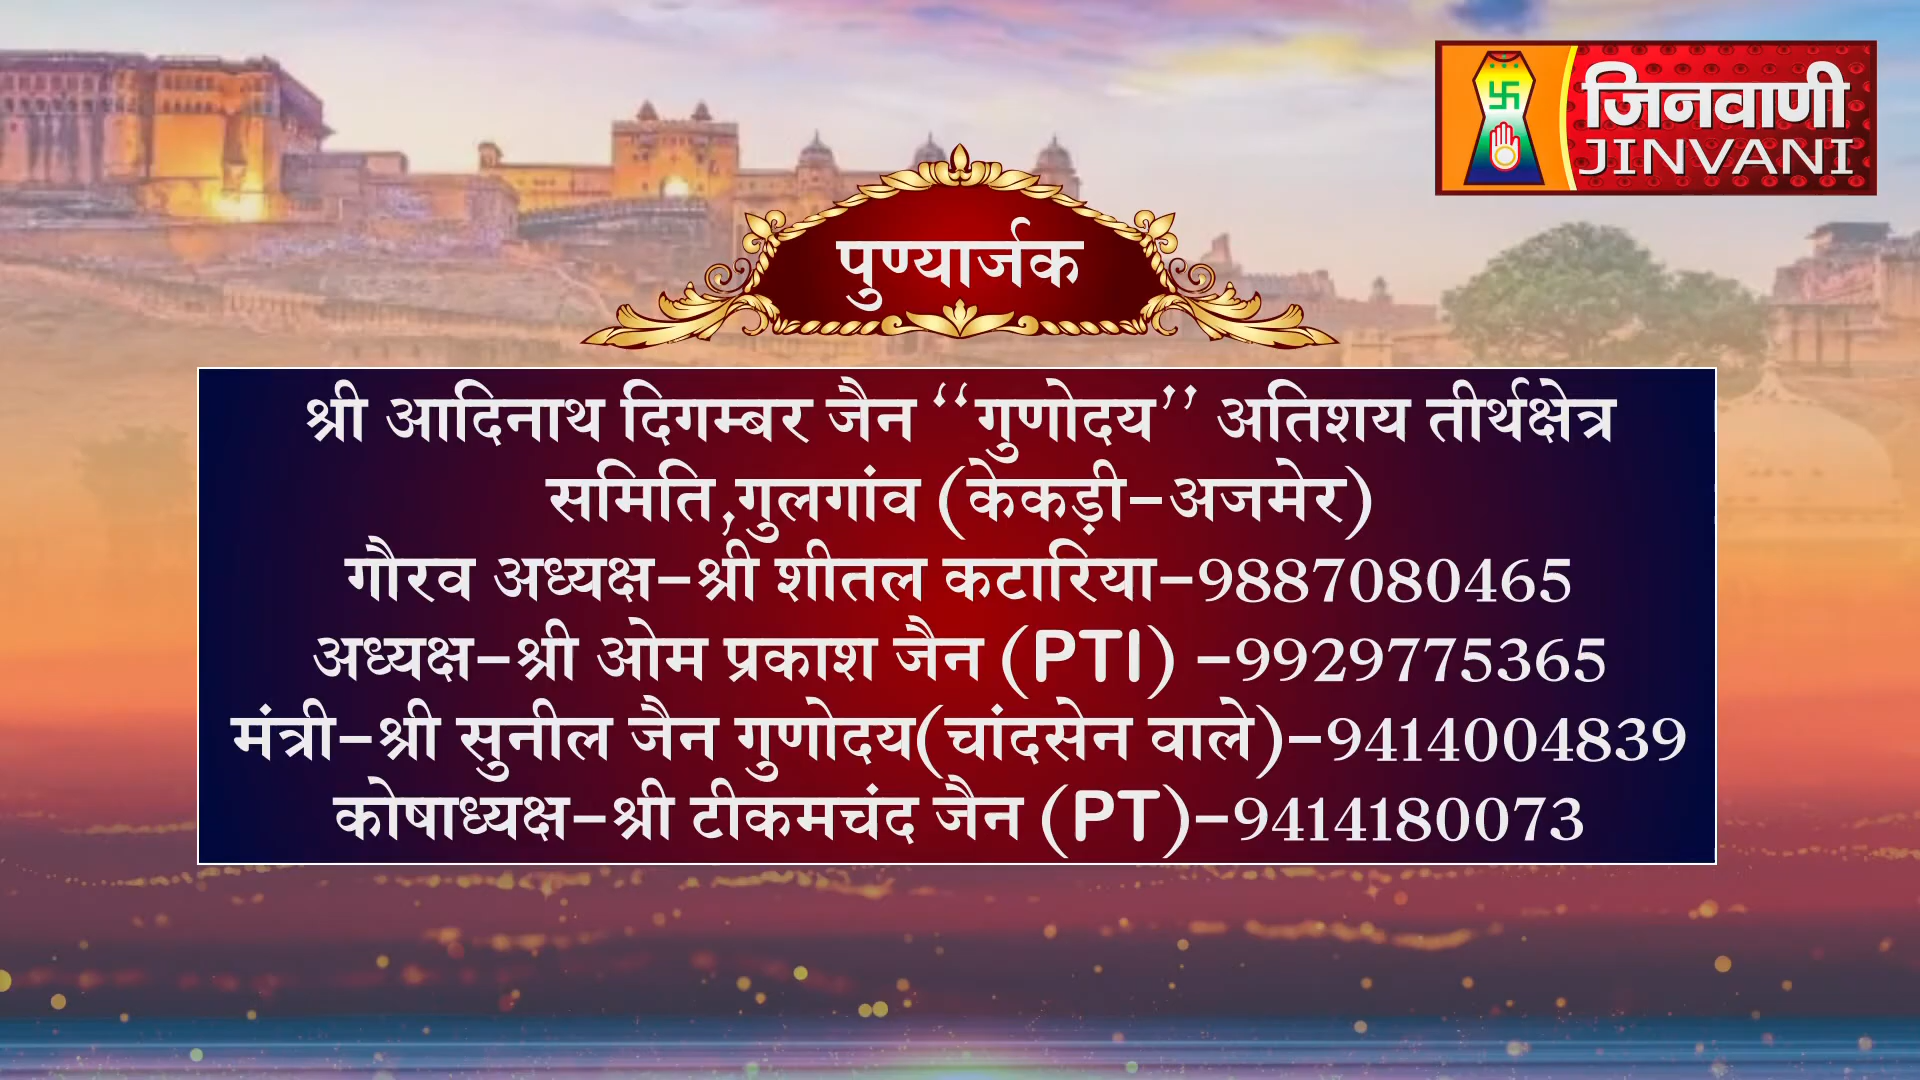 जिनवाणी
JINVANI
पुण्यार्जक
श्री आदिनाथ दिगम्बर जैन “गुणोदय” अतिशय तीर्थक्षेत्र
समिति,गुलगांव (केकड़ी-अजमेर)
गौरव अध्यक्ष-श्री शीतल कटारिया-9887080465
अध्यक्ष-श्री ओम प्रकाश जैन (PTI) -9929775365
मंत्री-श्री सुनील जैन गुणोदय(चांदसेन वाले)-9414004839
कोषाध्यक्ष-श्री टीकमचंद जैन (PT)-9414180073